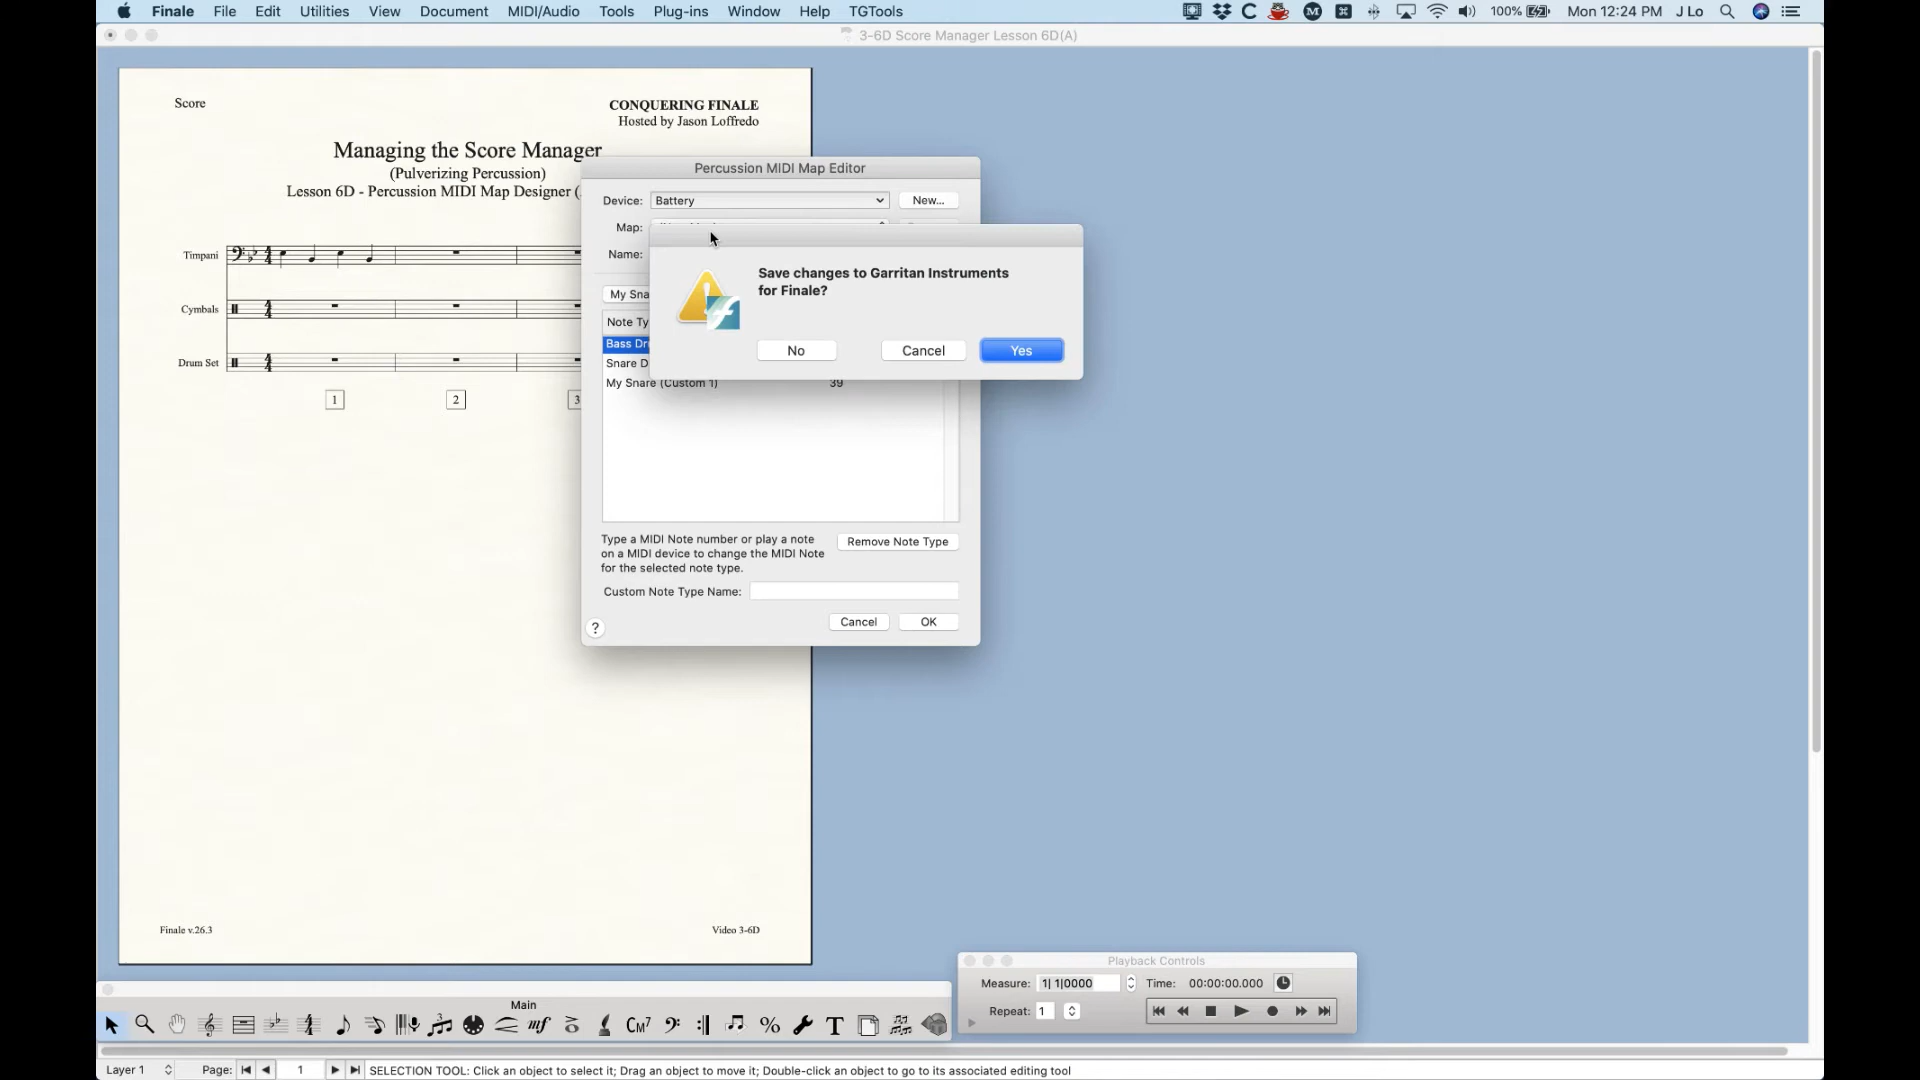 Finale File Edit Utilities View Document MIDI/Audio Tools Plug-ins Window Help TGTools 100% Mon 12:24 PM J Lo
3-6D Score Manager Lesson 6D(A)
Score
CONQUERING FINALE
Hosted by Jason Loffredo
Managing the Score Manager
(Pulverizing Percussion)
Lesson 6D - Percussion MIDI Map Designer (
Timpani
Cymbals
Drum Set
1 2 3
Percussion MIDI Map Editor
Device: Battery New...
Map:
Name:
Save changes to Garritan Instruments
for Finale?
No Cancel Yes
My Sna
Note Ty
Bass Dr
Snare D
My Snare (Custom 1) 39
Type a MIDI Note number or play a note
on a MIDI device to change the MIDI Note
for the selected note type.
Remove Note Type
Custom Note Type Name:
? Cancel OK
Finale v.26.3
Video 3-6D
Main
Playback Controls
Measure: 1| 1|0000 Time: 00:00:00.000
Repeat: 1
Layer 1 Page: 1 SELECTION TOOL: Click an object to select it; Drag an object to move it; Double-click an object to go to its associated editing tool